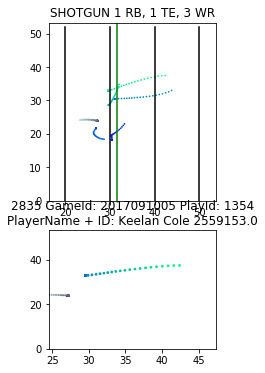 SHOTGUN 1 RB, 1 TE, 3 WR
50
40
30
20
10
0
20 30 40 50
2835 GameId: 2017091005 PlayId: 1354
PlayerName + ID: Keelan Cole 2559153.0
40
20
0
25 30 35 40 45